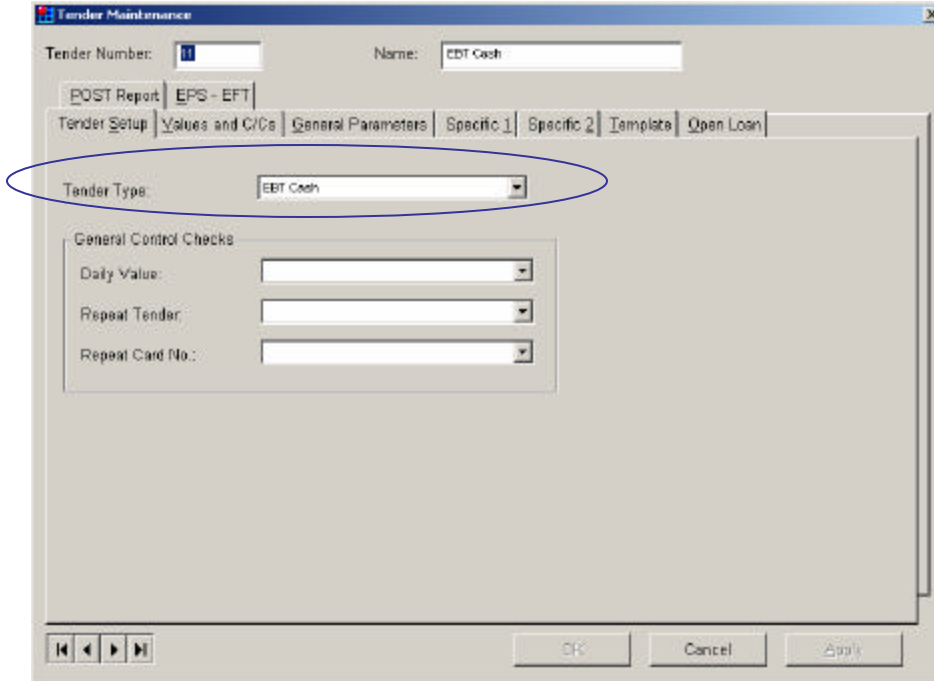 Tender Maintenance
Tender Number: 11 Name: EBT Cash
POST Report EPS - EFT
Tender Setup Values and C/Cs General Parameters Specific 1 Specific 2 Template Open Loan
Tender Type: EBT Cash
General Control Checks
Daily Value:
Repeat Tender:
Repeat Card No.:
OK Cancel Apply